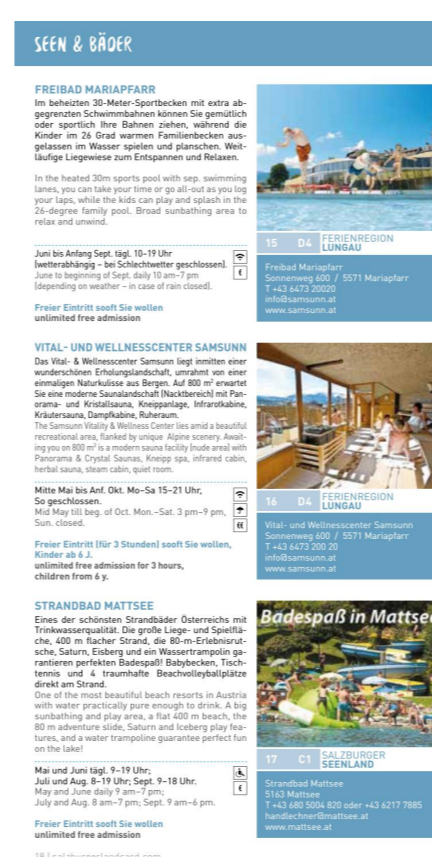 SEEN & BÄDER
FREIBAD MARIAPFARR
Im beheizten 30-Meter-Sportbecken mit extra ab-
gegrenzten Schwimmbahnen können Sie gemütlich
oder sportlich Ihre Bahnen ziehen, während die
Kinder im 26 Grad warmen Familienbecken aus-
gelassen im Wasser spielen und planschen. Weit-
läufige Liegewiese zum Entspannen und Relaxen.
In the heated 30m sports pool with sep. swimming
lanes, you can take your time or go all-out as you log
your laps, while the kids can play and splash in the
26-degree family pool. Broad sunbathing area to
relax and unwind.
Juni bis Anfang Sept. tägl. 10–19 Uhr
(wetterabhängig – bei Schlechtwetter geschlossen).
June to beginning of Sept. daily 10 am–7 pm
(depending on weather – in case of rain closed).
€
Freier Eintritt sooft Sie wollen
unlimited free admission
15 D4 FERIENREGION
LUNGAU
Freibad Mariapfarr
Sonnenweg 600 / 5571 Mariapfarr
T +43 6473 20020
info@samsunn.at
www.samsunn.at
VITAL- UND WELLNESSCENTER SAMSUNN
Das Vital- & Wellnesscenter Samsunn liegt inmitten einer
wunderschönen Erholungslandschaft, umrahmt von einer
einmaligen Naturkulisse aus Bergen. Auf 800 m² erwartet
Sie eine moderne Saunalandschaft (Nacktbereich) mit Pan-
orama- und Kristallsauna, Kneippanlage, Infrarotkabine,
Kräutersauna, Dampfkabine, Ruheraum.
The Samsunn Vitality & Wellness Center lies amid a beautiful
recreational area, flanked by unique Alpine scenery. Await-
ing you on 800 m² is a modern sauna facility (nude area) with
Panorama & Crystal Saunas, Kneipp spa, infrared cabin,
herbal sauna, steam cabin, quiet room.
Mitte Mai bis Anf. Okt. Mo–Sa 15–21 Uhr,
So geschlossen.
Mid May till beg. of Oct. Mon.–Sat. 3 pm–9 pm,
Sun. closed.
€€
Freier Eintritt (für 3 Stunden) sooft Sie wollen,
Kinder ab 6 J.
unlimited free admission for 3 hours,
children from 6 y.
16 D4 FERIENREGION
LUNGAU
Vital- und Wellnesscenter Samsunn
Sonnenweg 600 / 5571 Mariapfarr
T +43 6473 200 20
info@samsunn.at
www.samsunn.at
STRANDBAD MATTSEE
Eines der schönsten Strandbäder Österreichs mit
Trinkwasserqualität. Die große Liege- und Spielflä-
che, 400 m flacher Strand, die 80-m-Erlebnisrut-
sche, Saturn, Eisberg und ein Wassertrampolin ga-
rantieren perfekten Badespaß! Babybecken, Tisch-
tennis und 4 traumhafte Beachvolleyballplätze
direkt am Strand.
One of the most beautiful beach resorts in Austria
with water practically pure enough to drink. A big
sunbathing and play area, a flat 400 m beach, the
80 m adventure slide, Saturn and Iceberg play fea-
tures, and a water trampoline guarantee perfect fun
on the lake!
Mai und Juni tägl. 9–19 Uhr;
Juli und Aug. 8–19 Uhr; Sept. 9–18 Uhr.
May and June daily 9 am–7 pm;
July and Aug. 8 am–7 pm; Sept. 9 am–6 pm.
€
Freier Eintritt sooft Sie wollen
unlimited free admission
Badespaß in Mattsee
17 C1 SALZBURGER
SEENLAND
Strandbad Mattsee
5163 Mattsee
T +43 680 5004 820 oder +43 6217 7885
handlechner@mattsee.at
www.mattsee.at